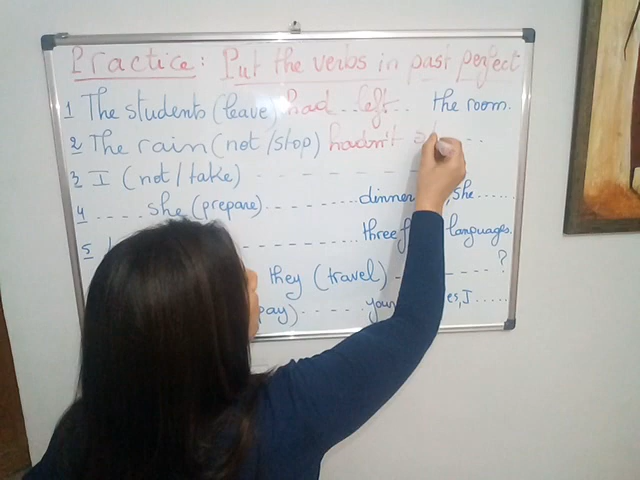 Practice: Put the verbs in past perfect
1 The students (leave) had left the room.
2 The rain (not/stop) hadn't
3 I (not/take)
4 .... she (prepare) dinner she ......
5 three languages.
they (travel) ?
pay) I ......